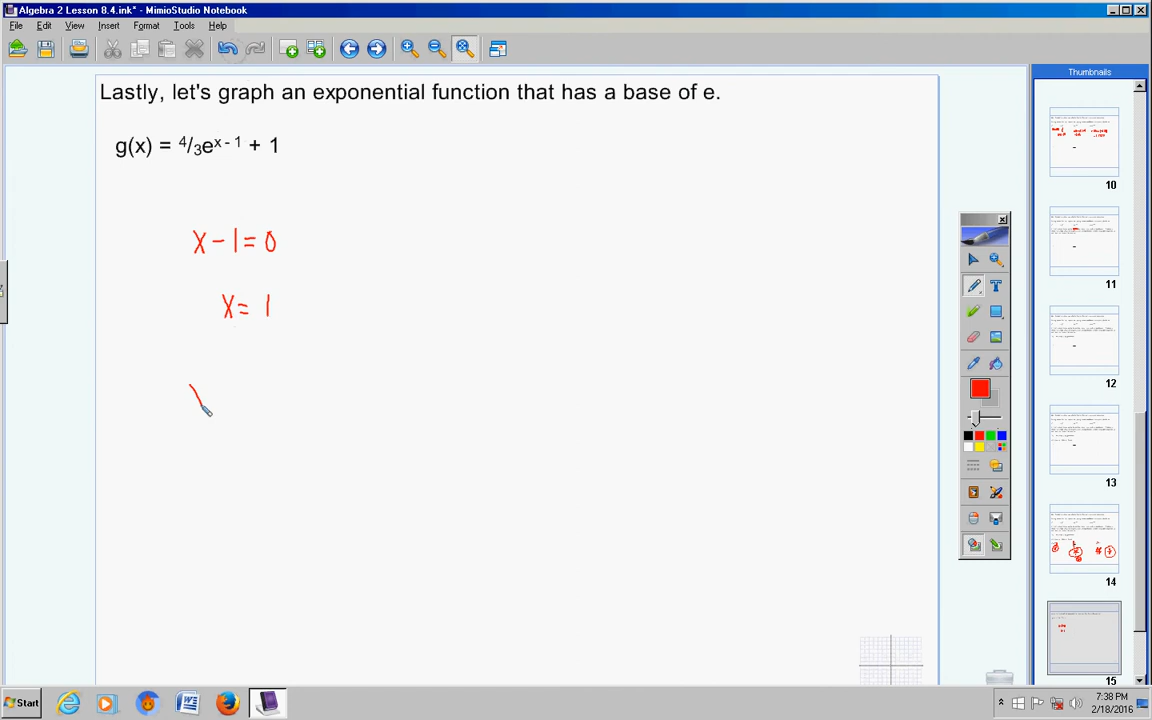 Algebra 2 Lesson 8.4.ink* - MimioStudio Notebook
File Edit View Insert Format Tools Help
Thumbnails
Lastly, let's graph an exponential function that has a base of e.
g(x) = 4/3e^x - 1 + 1
x - 1 = 0
x = 1
10
11
12
13
14
15
Start
7:38 PM
2/18/2016